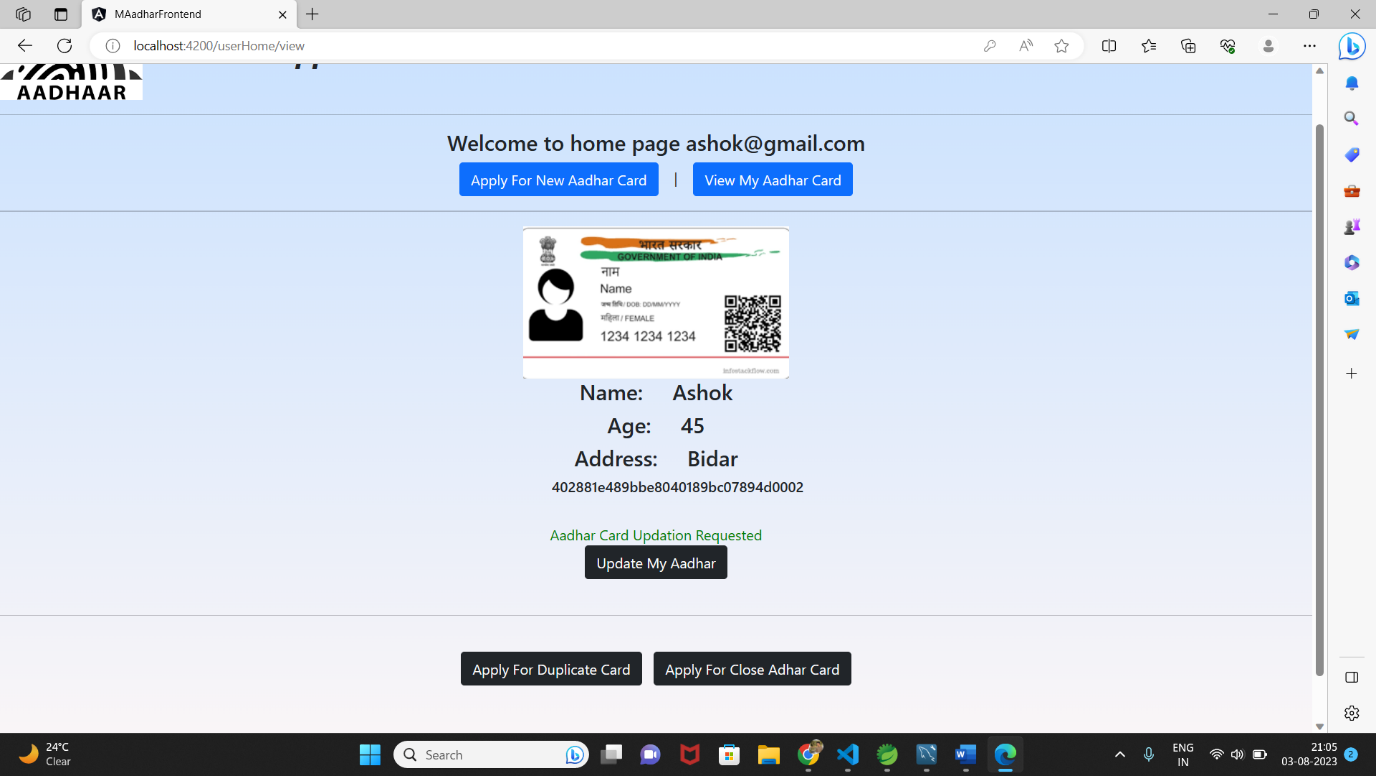 MAadharFrontend
localhost:4200/userHome/view
AADHAAR
Welcome to home page ashok@gmail.com
Apply For New Aadhar Card | View My Aadhar Card
भारत सरकार
GOVERNMENT OF INDIA
नाम
Name
जन्म तिथि / DOB: DD/MM/YYYY
महिला / FEMALE
1234 1234 1234
infostackflow.com
Name: Ashok
Age: 45
Address: Bidar
402881e489bbe8040189bc07894d0002
Aadhar Card Updation Requested
Update My Aadhar
Apply For Duplicate Card Apply For Close Adhar Card
24°C
Clear
Search
ENG
IN
21:05
03-08-2023
2